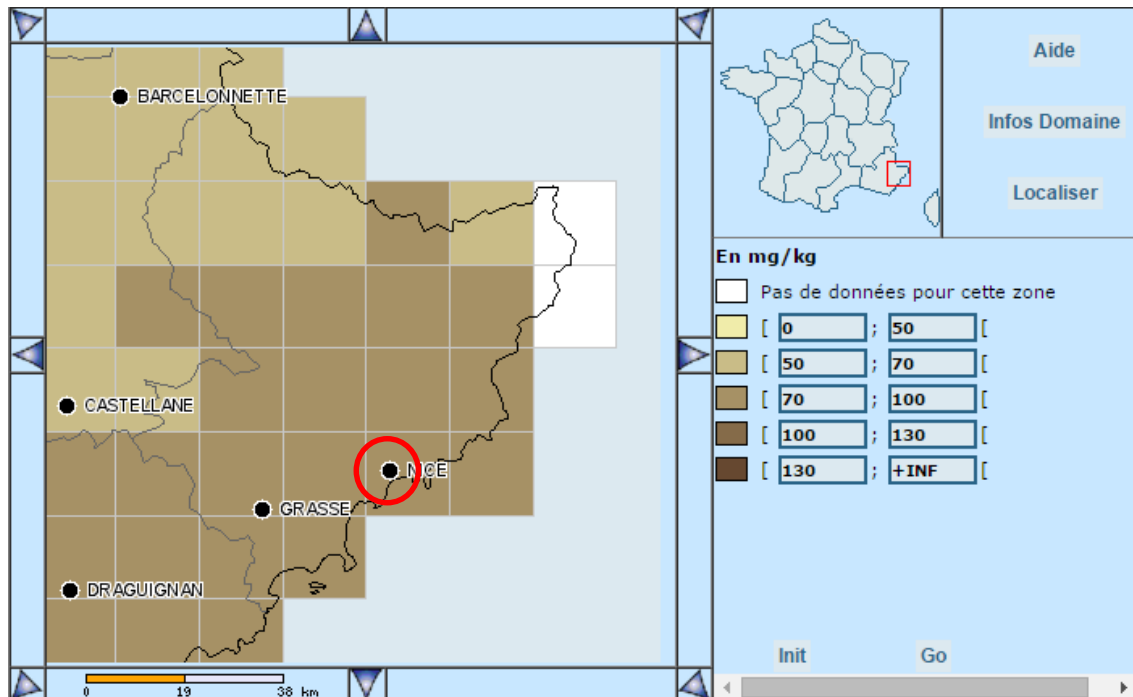 BARCELONNETTE
CASTELLANE
NICE
GRASSE
DRAGUIGNAN
0 19 38 km
Aide
Infos Domaine
Localiser
En mg/kg
Pas de données pour cette zone
[ 0 ; 50 [
[ 50 ; 70 [
[ 70 ; 100 [
[ 100 ; 130 [
[ 130 ; +INF [
Init Go